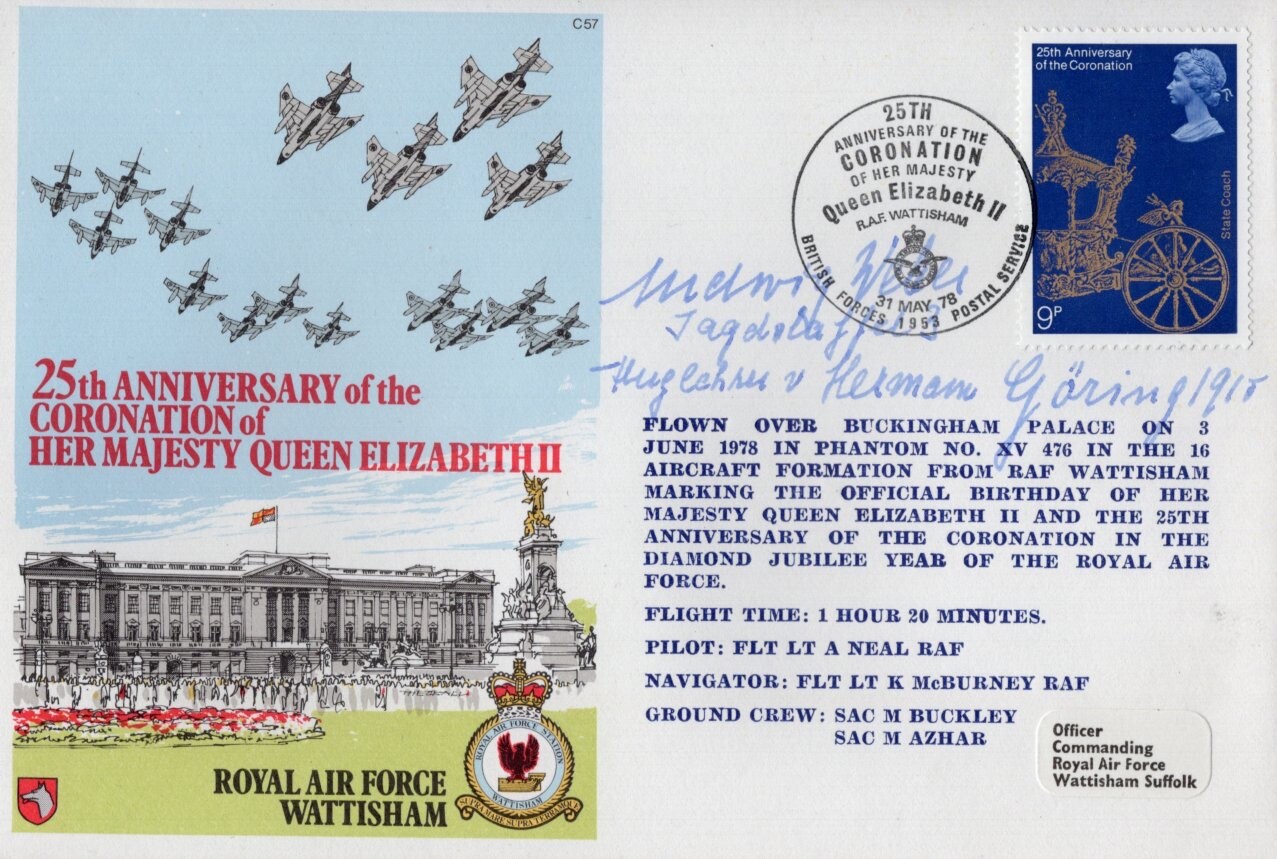 C57
25th Anniversary
of the Coronation
State Coach
9P
25TH
ANNIVERSARY OF THE
CORONATION
OF HER MAJESTY
Queen Elizabeth II
R.A.F. WATTISHAM
31 MAY 78
1953
BRITISH FORCES POSTAL SERVICE
Ludwig
v Hermann Göring 1915
25th ANNIVERSARY of the
CORONATION of
HER MAJESTY QUEEN ELIZABETH II
FLOWN OVER BUCKINGHAM PALACE ON 3
JUNE 1978 IN PHANTOM NO. XV 476 IN THE 16
AIRCRAFT FORMATION FROM RAF WATTISHAM
MARKING THE OFFICIAL BIRTHDAY OF HER
MAJESTY QUEEN ELIZABETH II AND THE 25TH
ANNIVERSARY OF THE CORONATION IN THE
DIAMOND JUBILEE YEAR OF THE ROYAL AIR
FORCE.
FLIGHT TIME: 1 HOUR 20 MINUTES.
PILOT: FLT LT A NEAL RAF
NAVIGATOR: FLT LT K McBURNEY RAF
GROUND CREW: SAC M BUCKLEY
SAC M AZHAR
Officer
Commanding
Royal Air Force
Wattisham Suffolk
ROYAL AIR FORCE
WATTISHAM
ROYAL AIR FORCE STATION
WATTISHAM
SUPRA MARE SUPRA TERRAMQUE